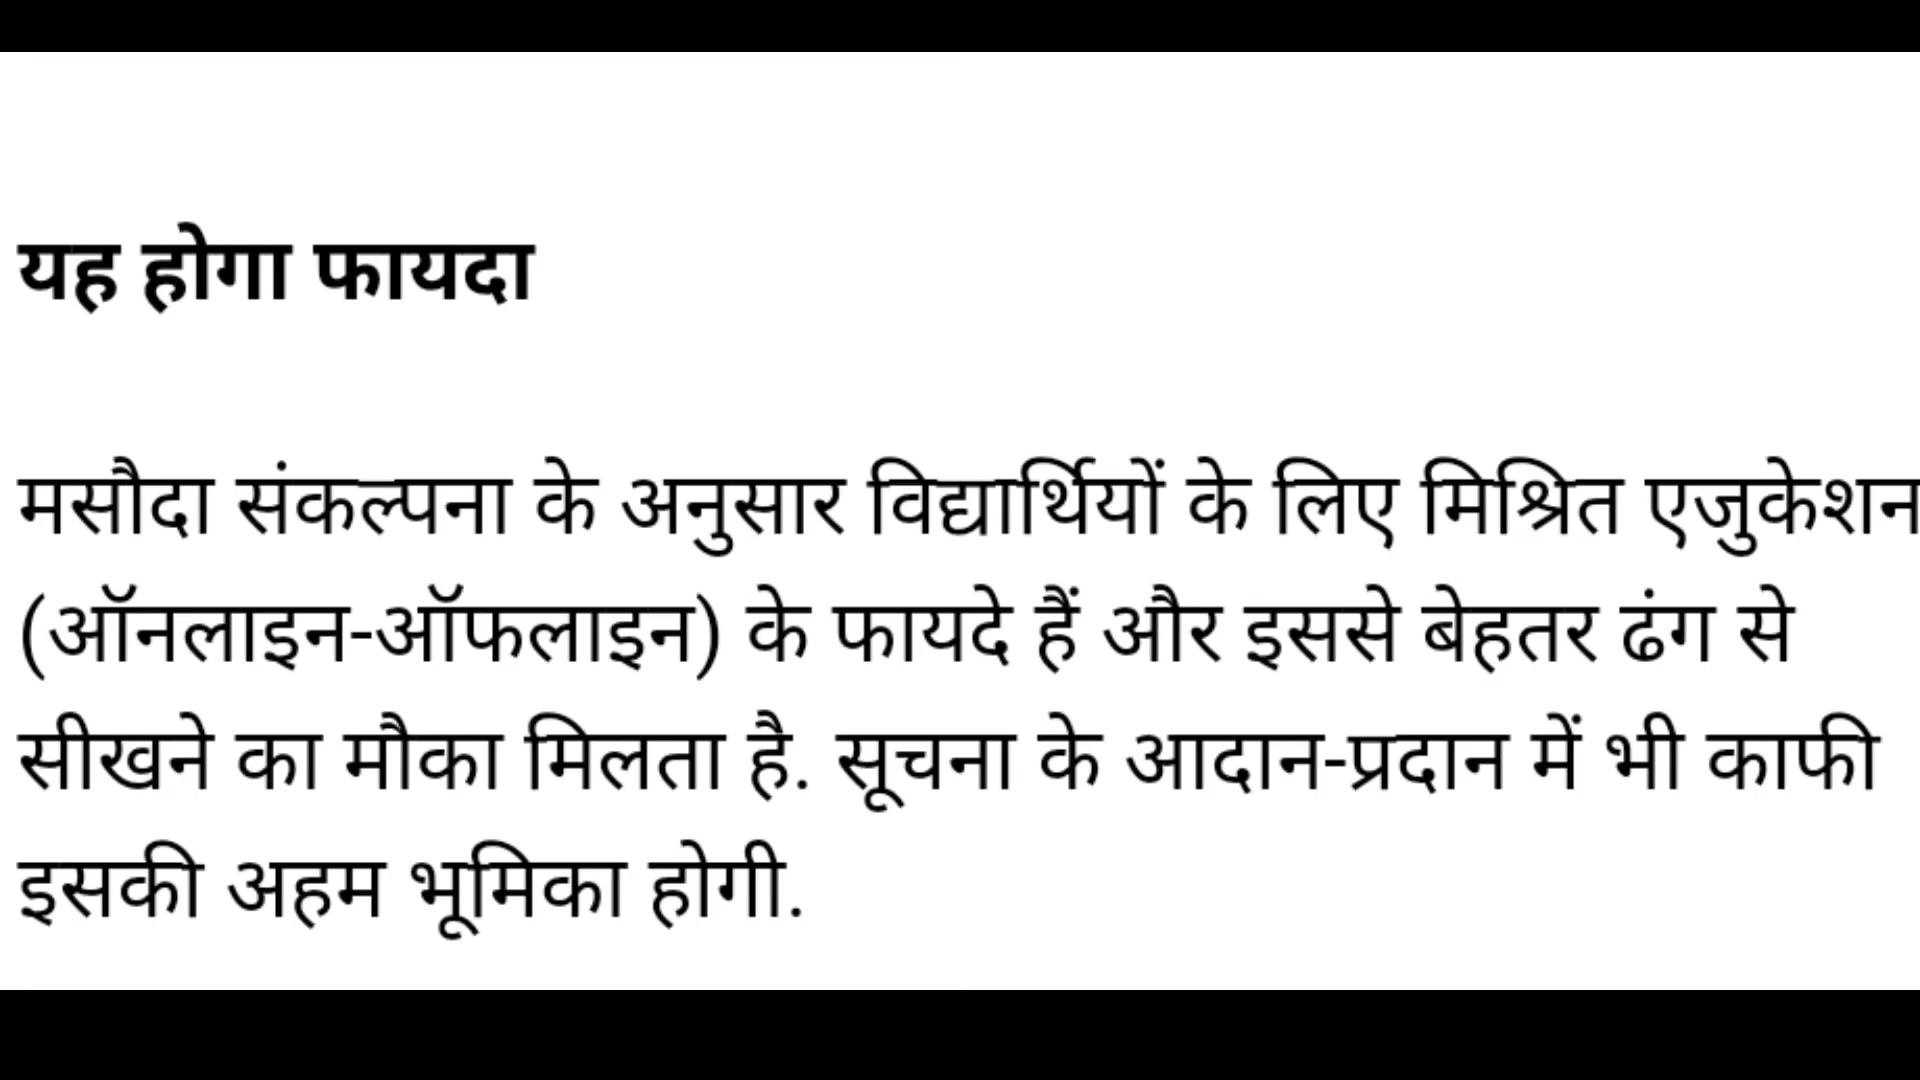 यह होगा फायदा
मसौदा संकल्पना के अनुसार विद्यार्थियों के लिए मिश्रित एजुकेशन
(ऑनलाइन-ऑफलाइन) के फायदे हैं और इससे बेहतर ढंग से
सीखने का मौका मिलता है. सूचना के आदान-प्रदान में भी काफी
इसकी अहम भूमिका होगी.